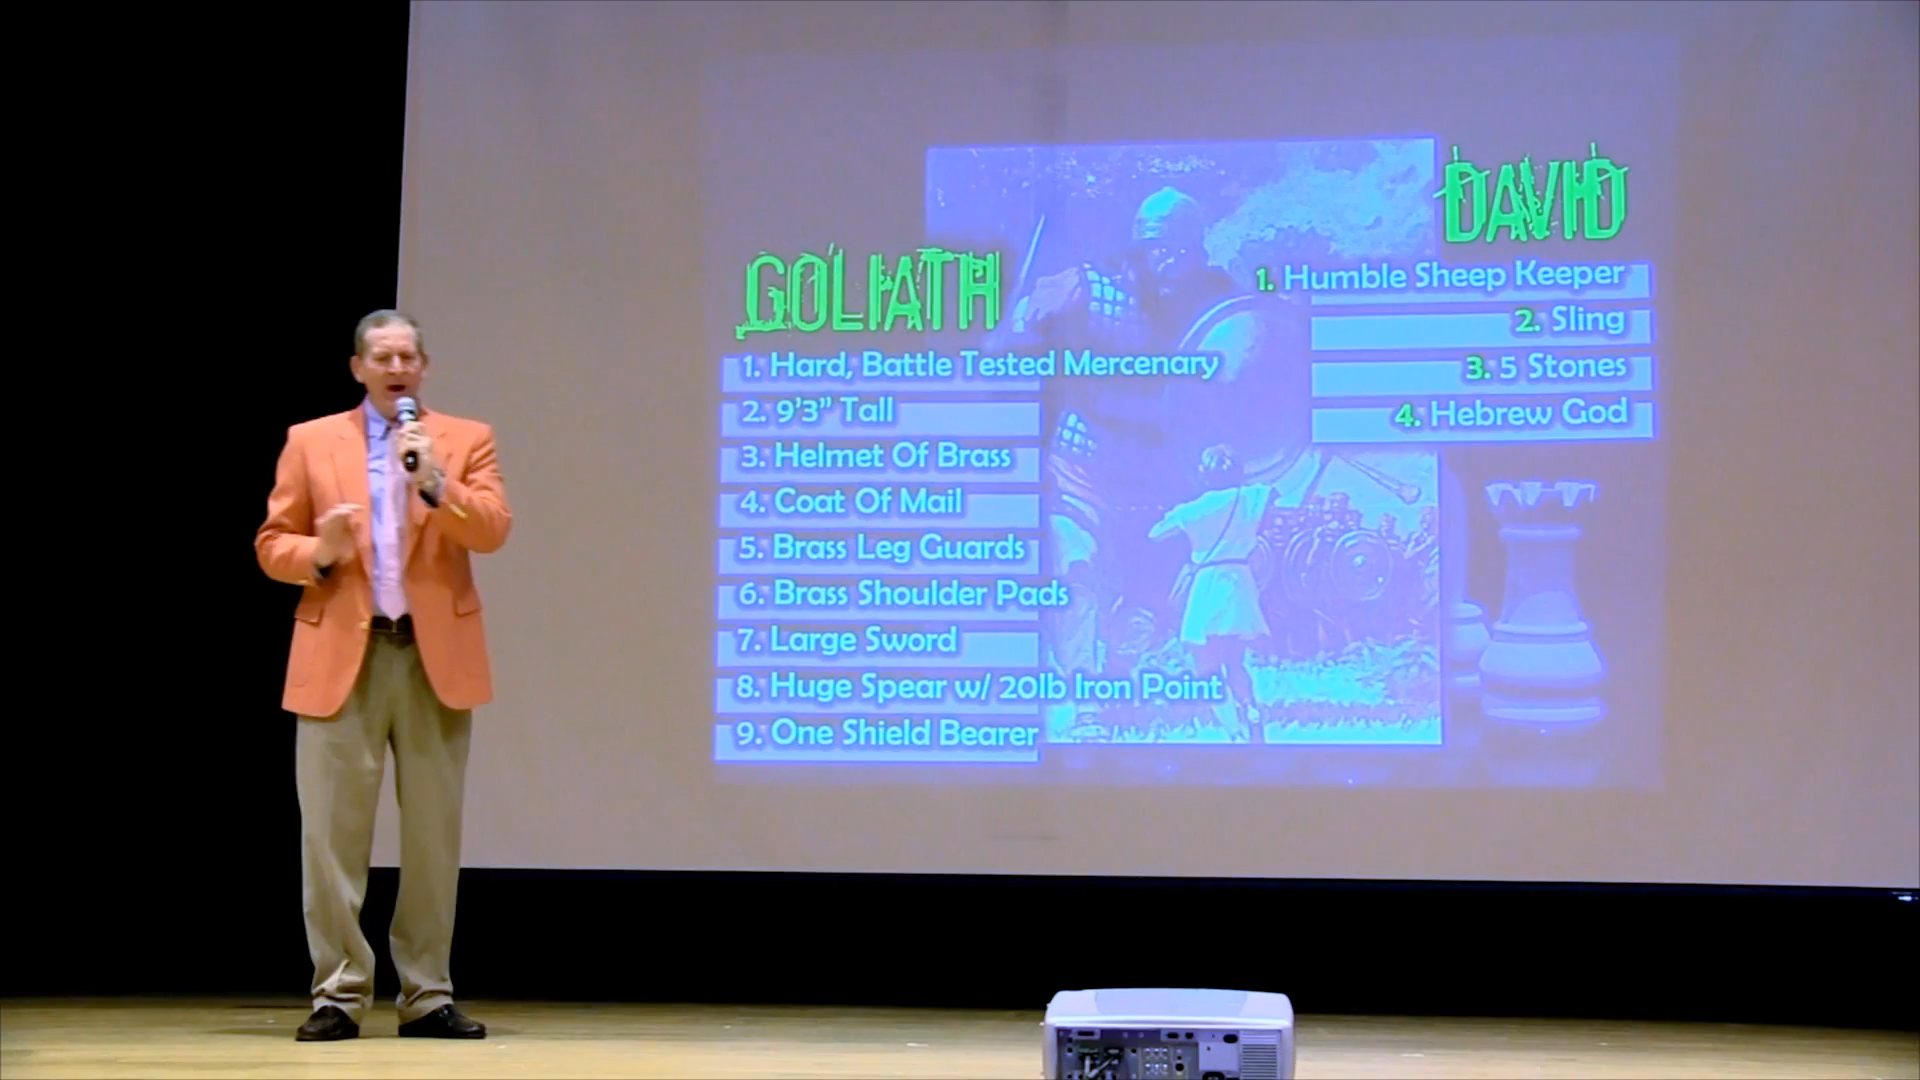 GOLIATH
1. Hard, Battle Tested Mercenary
2. 9'3" Tall
3. Helmet Of Brass
4. Coat Of Mail
5. Brass Leg Guards
6. Brass Shoulder Pads
7. Large Sword
8. Huge Spear w/ 20lb Iron Point
9. One Shield Bearer
DAVID
1. Humble Sheep Keeper
2. Sling
3. 5 Stones
4. Hebrew God